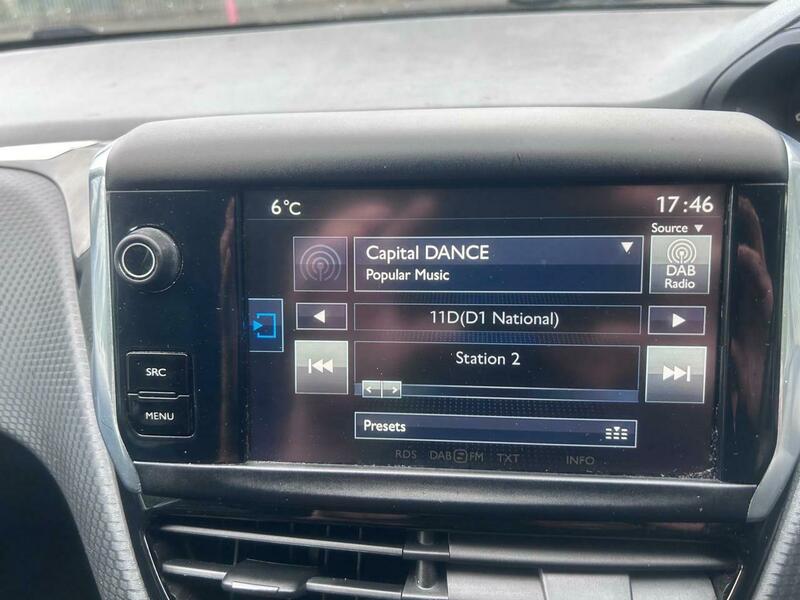 6°C
17:46
Source
Capital DANCE
Popular Music
DAB
Radio
11D(D1 National)
Station 2
SRC
MENU
Presets
RDS DAB FM TXT INFO